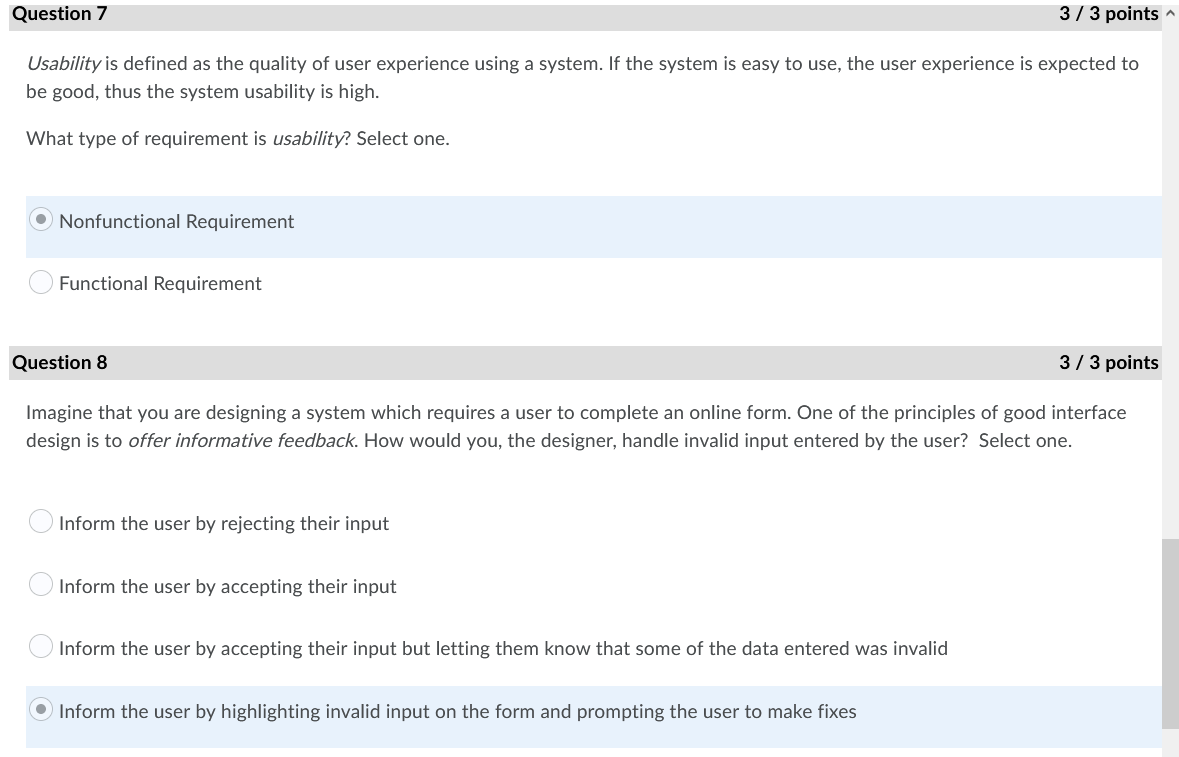 Question 7 3 / 3 points
Usability is defined as the quality of user experience using a system. If the system is easy to use, the user experience is expected to
be good, thus the system usability is high.
What type of requirement is usability? Select one.
Nonfunctional Requirement
Functional Requirement
Question 8 3 / 3 points
Imagine that you are designing a system which requires a user to complete an online form. One of the principles of good interface
design is to offer informative feedback. How would you, the designer, handle invalid input entered by the user?  Select one.
Inform the user by rejecting their input
Inform the user by accepting their input
Inform the user by accepting their input but letting them know that some of the data entered was invalid
Inform the user by highlighting invalid input on the form and prompting the user to make fixes